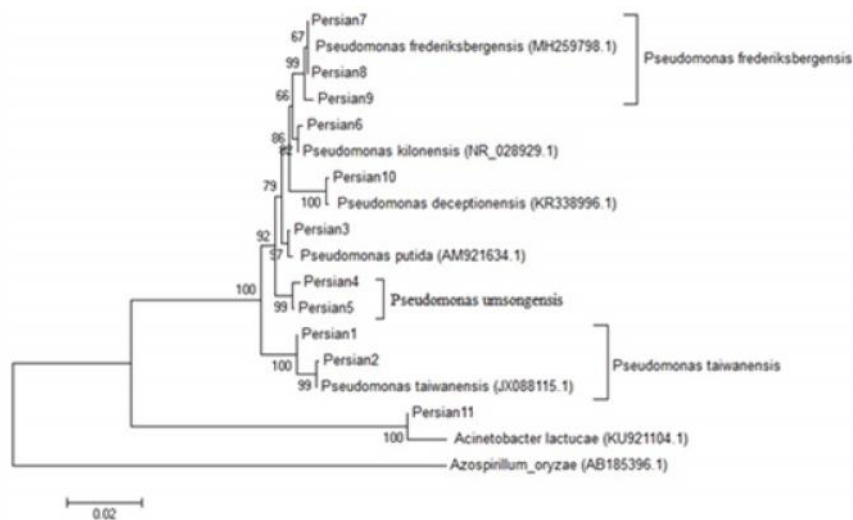 Persian7
67
Pseudomonas frederiksbergensis (MH259798.1)
Pseudomonas frederiksbergensis
99
Persian8
66
Persian9
Persian6
86
Pseudomonas kilonensis (NR_028929.1)
Persian10
79
100
Pseudomonas deceptionensis (KR338996.1)
Persian3
92
97
Pseudomonas putida (AM921634.1)
100
Persian4
99
Persian5
Pseudomonas umsongensis
Persian1
100
Persian2
Pseudomonas taiwanensis
99
Pseudomonas taiwanensis (JX088115.1)
Persian11
100
Acinetobacter lactucae (KU921104.1)
Azospirillum_oryzae (AB185396.1)
0.02